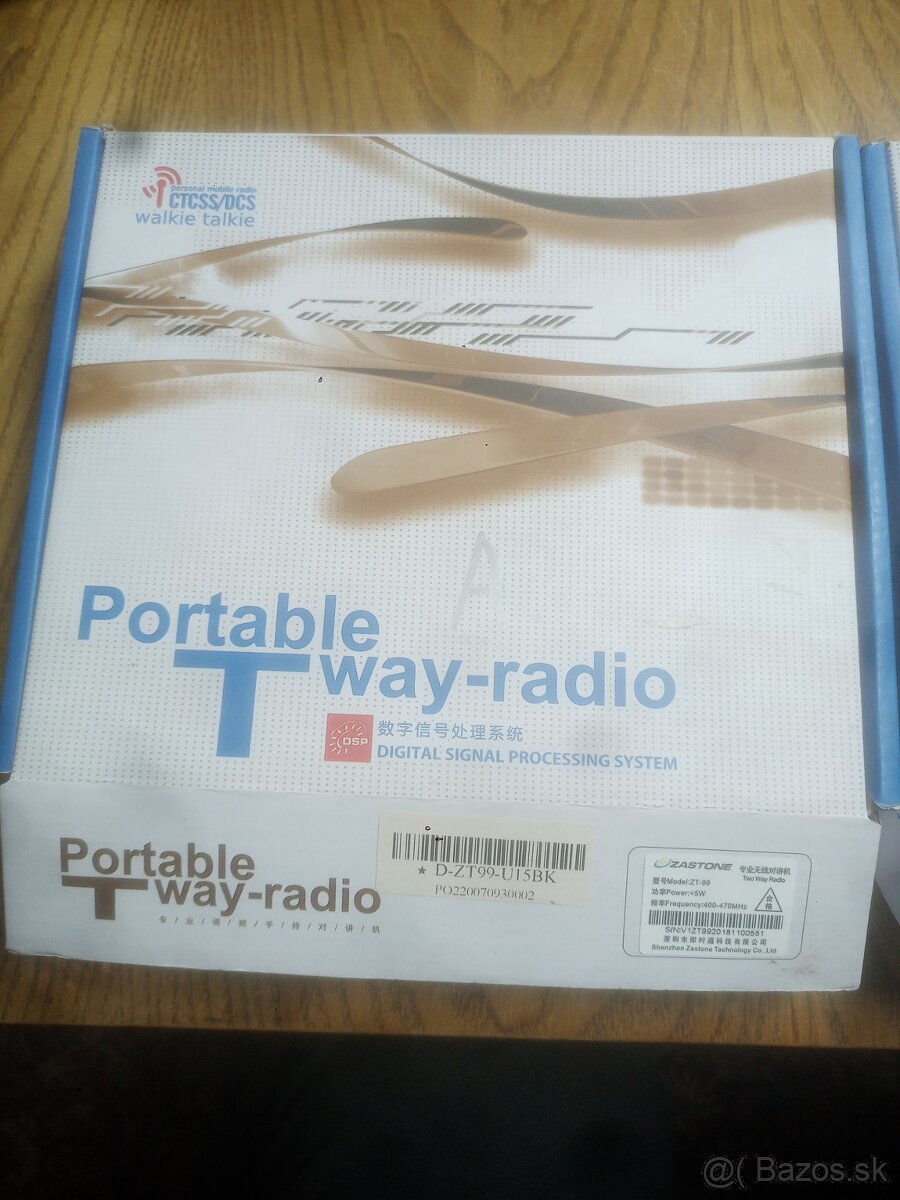 personal mobile radio
CTCSS/DCS
walkie talkie
A
Portable
T way-radio
DSP
数字信号处理系统
DIGITAL SIGNAL PROCESSING SYSTEM
Portable
T way-radio
专/业/调/频/手/持/对/讲/机
★ D-ZT99-U15BK
PO220070930002
ZASTONE 专业无线对讲机
Two Way Radio
型号Model:ZT-99
功率Power:<5W
频率Frequency:400-470MHz
合格
S/N:V1ZT9920181100551
深圳市即时通科技有限公司
Shenzhen Zastone Technology Co.,Ltd
@( Bazos.sk